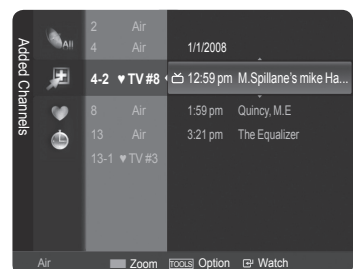 Added Channels
All
2 Air
4 Air 1/1/2008
4-2 ♥ TV #8 12:59 pm M.Spillane's mike Ha...
8 Air 1:59 pm Quincy, M.E
13 Air 3:21 pm The Equalizer
13-1 ♥ TV #3
Air Zoom TOOLS Option Watch